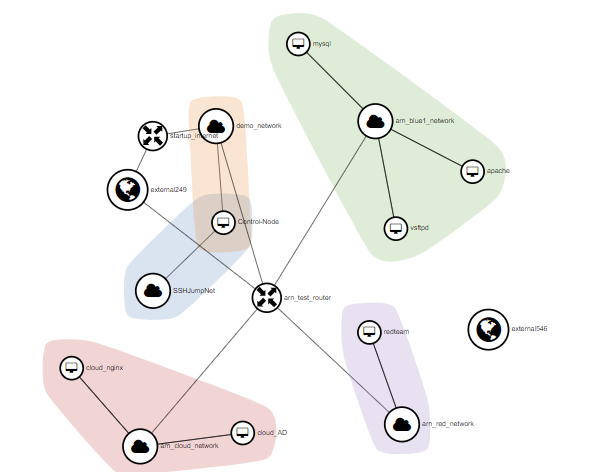 mysql
arn_blue1_network
demo_network
startup_internet
apache
external249
Control-Node
vsftpd
SSHJumpNet
arn_test_router
redteam
external546
cloud_nginx
arn_red_network
cloud_AD
arn_cloud_network